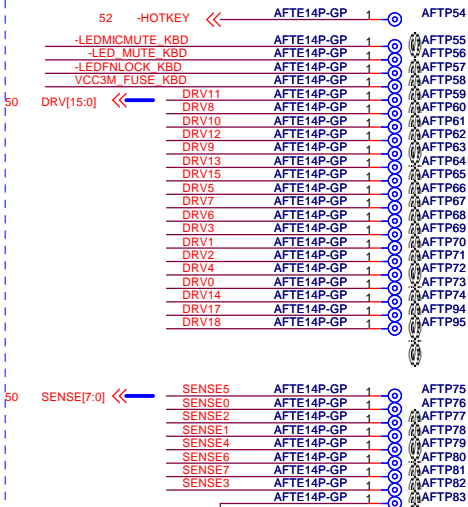 52 -HOTKEY AFTE14P-GP 1 AFTP54
-LEDMICMUTE_KBD AFTE14P-GP 1 AFTP55
-LED_MUTE_KBD AFTE14P-GP 1 AFTP56
-LEDFNLOCK_KBD AFTE14P-GP 1 AFTP57
VCC3M_FUSE_KBD AFTE14P-GP 1 AFTP58
50 DRV[15:0] DRV11 AFTE14P-GP 1 AFTP59
DRV8 AFTE14P-GP 1 AFTP60
DRV10 AFTE14P-GP 1 AFTP61
DRV12 AFTE14P-GP 1 AFTP62
DRV9 AFTE14P-GP 1 AFTP63
DRV13 AFTE14P-GP 1 AFTP64
DRV15 AFTE14P-GP 1 AFTP65
DRV5 AFTE14P-GP 1 AFTP66
DRV7 AFTE14P-GP 1 AFTP67
DRV6 AFTE14P-GP 1 AFTP68
DRV3 AFTE14P-GP 1 AFTP69
DRV1 AFTE14P-GP 1 AFTP70
DRV2 AFTE14P-GP 1 AFTP71
DRV4 AFTE14P-GP 1 AFTP72
DRV0 AFTE14P-GP 1 AFTP73
DRV14 AFTE14P-GP 1 AFTP74
DRV17 AFTE14P-GP 1 AFTP94
DRV18 AFTE14P-GP 1 AFTP95
50 SENSE[7:0] SENSE5 AFTE14P-GP 1 AFTP75
SENSE0 AFTE14P-GP 1 AFTP76
SENSE2 AFTE14P-GP 1 AFTP77
SENSE1 AFTE14P-GP 1 AFTP78
SENSE4 AFTE14P-GP 1 AFTP79
SENSE6 AFTE14P-GP 1 AFTP80
SENSE7 AFTE14P-GP 1 AFTP81
SENSE3 AFTE14P-GP 1 AFTP82
AFTE14P-GP 1 AFTP83